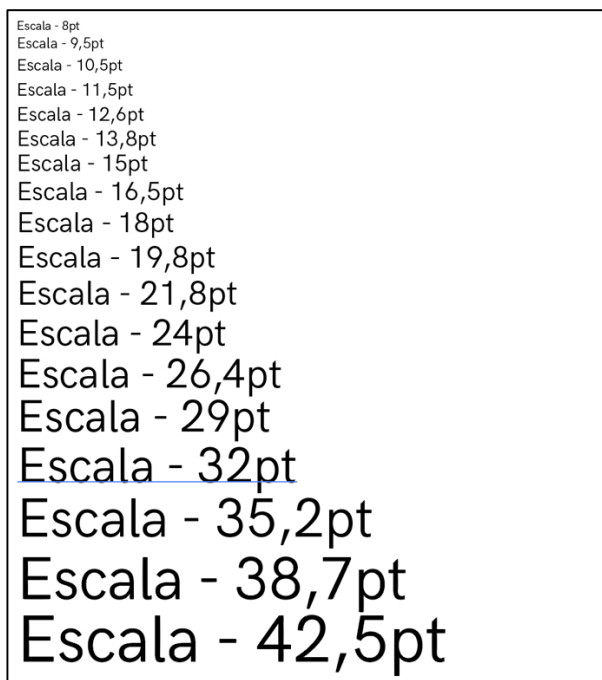 Escala - 8pt
Escala - 9,5pt
Escala - 10,5pt
Escala - 11,5pt
Escala - 12,6pt
Escala - 13,8pt
Escala - 15pt
Escala - 16,5pt
Escala - 18pt
Escala - 19,8pt
Escala - 21,8pt
Escala - 24pt
Escala - 26,4pt
Escala - 29pt
Escala - 32pt
Escala - 35,2pt
Escala - 38,7pt
Escala - 42,5pt